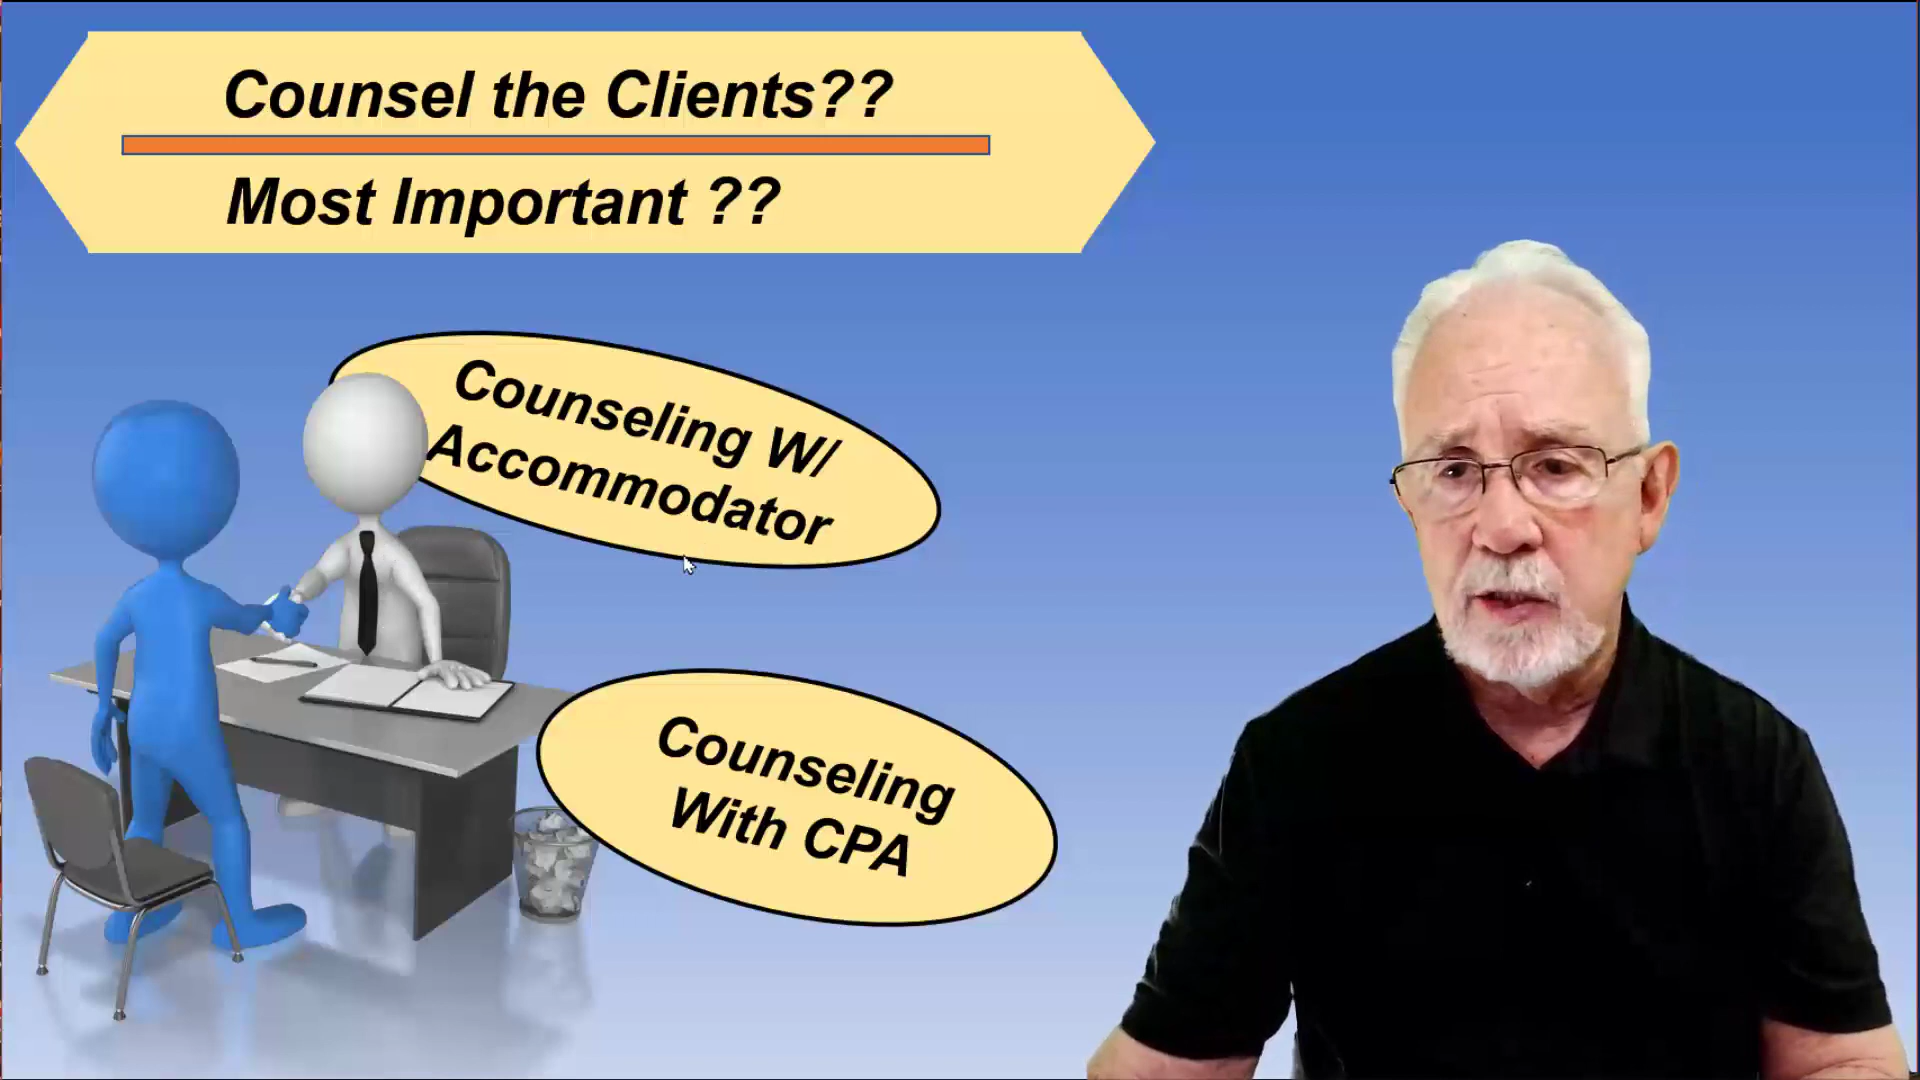 Counsel the Clients??
Most Important ??
Counseling W/
Accommodator
Counseling
With CPA